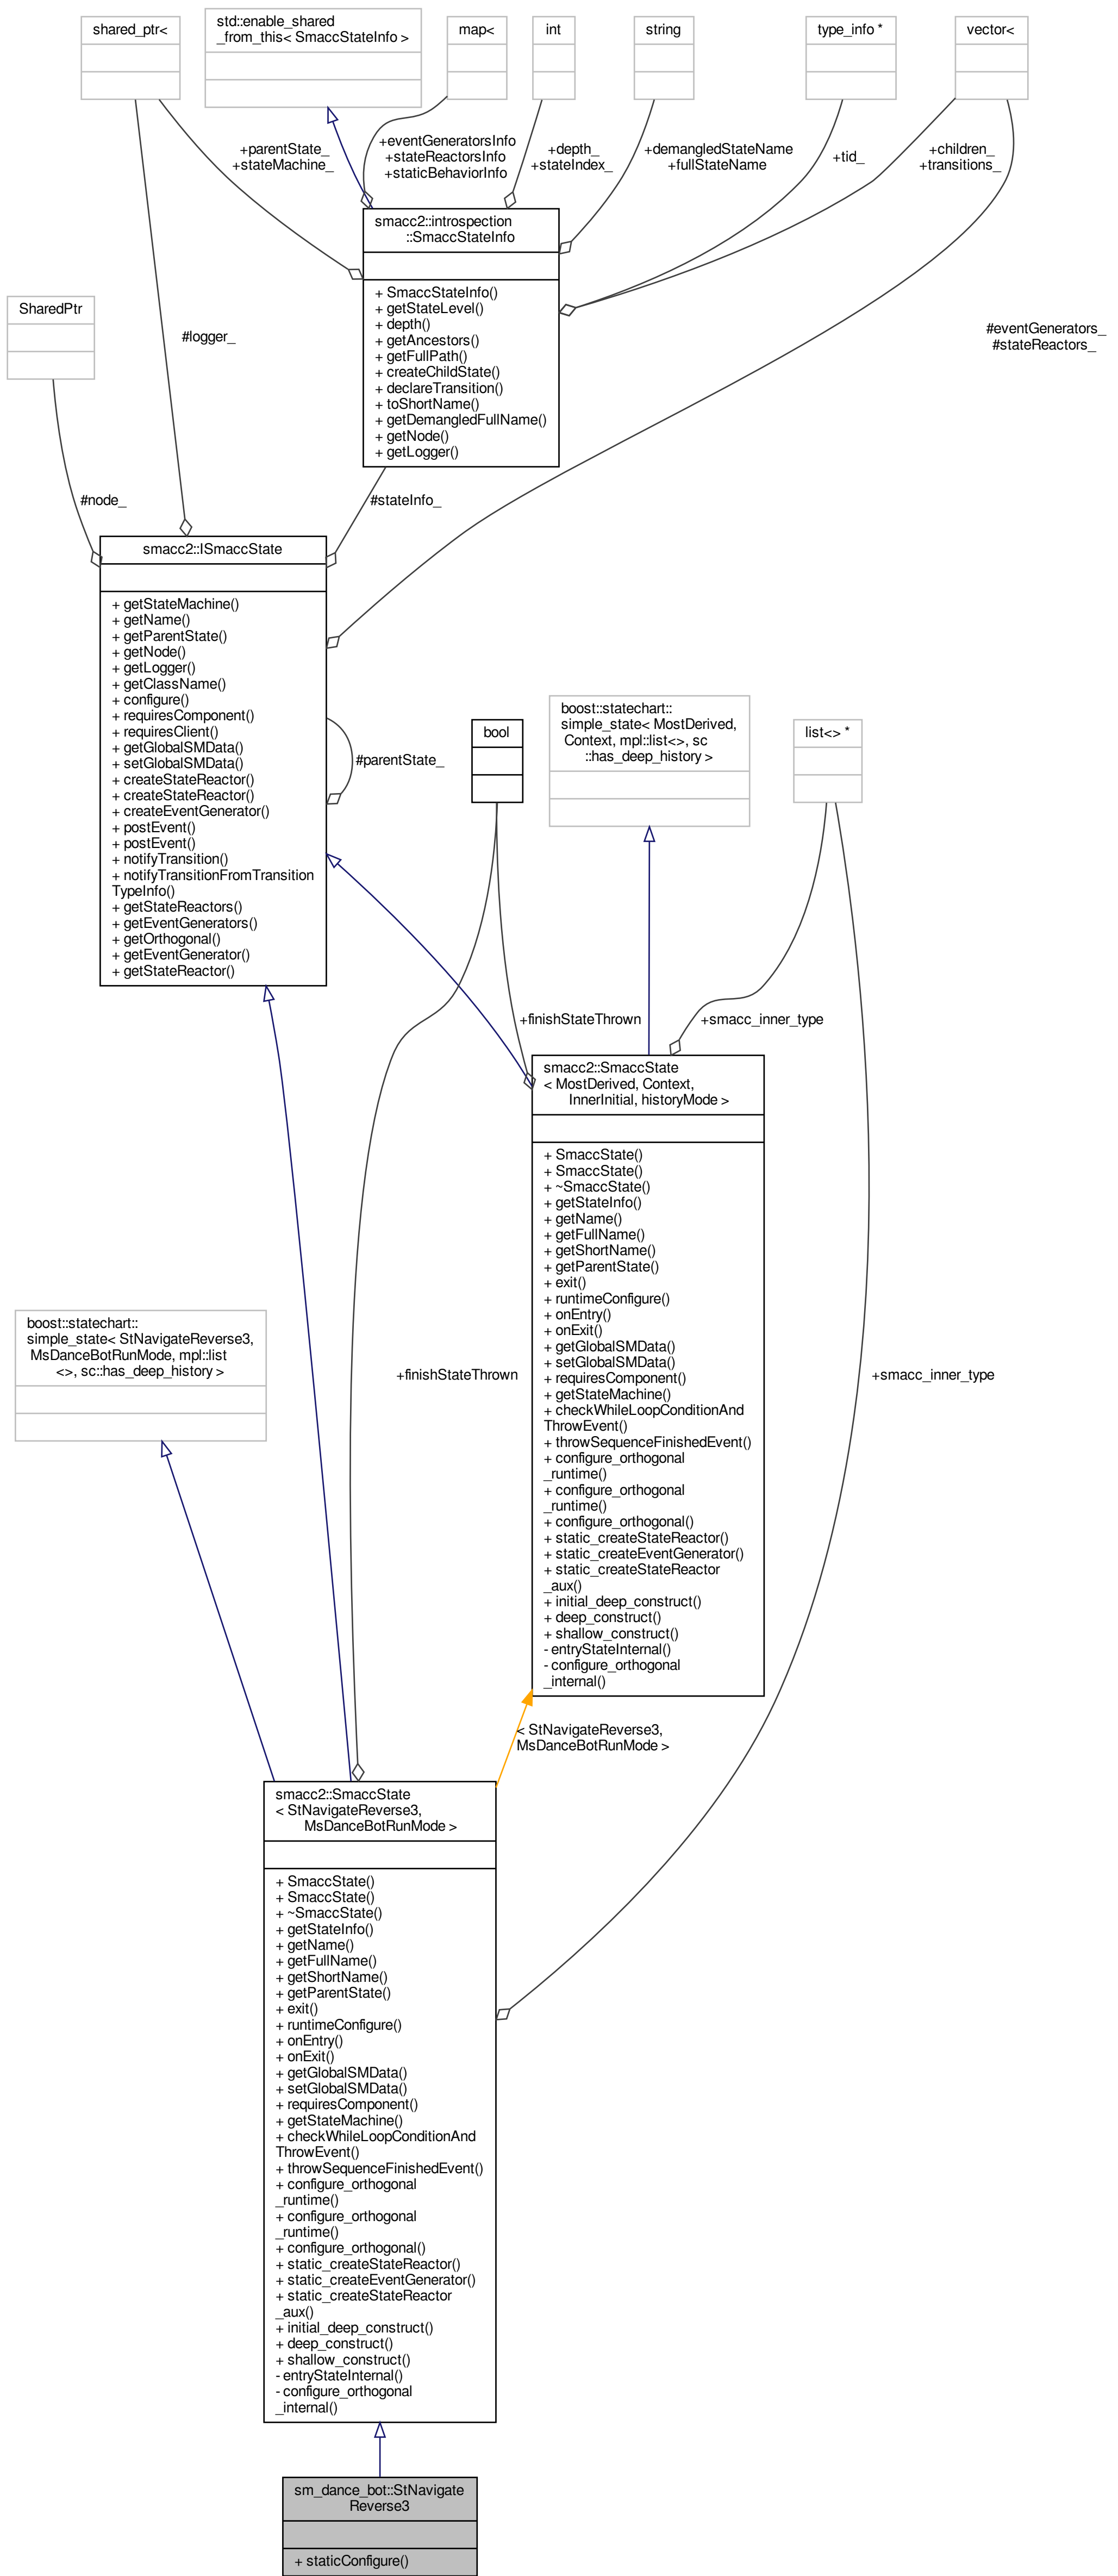 shared_ptr<
std::enable_shared
_from_this< SmaccStateInfo >
map<
int
string
type_info *
vector<
+parentState_
+stateMachine_
+eventGeneratorsInfo
+stateReactorsInfo
+staticBehaviorInfo
+depth_
+stateIndex_
+demangledStateName
+fullStateName
+tid_
+children_
+transitions_
smacc2::introspection
::SmaccStateInfo
+ SmaccStateInfo()
+ getStateLevel()
+ depth()
+ getAncestors()
+ getFullPath()
+ createChildState()
+ declareTransition()
+ toShortName()
+ getDemangledFullName()
+ getNode()
+ getLogger()
SharedPtr
#logger_
#eventGenerators_
#stateReactors_
#node_
#stateInfo_
smacc2::ISmaccState
+ getStateMachine()
+ getName()
+ getParentState()
+ getNode()
+ getLogger()
+ getClassName()
+ configure()
+ requiresComponent()
+ requiresClient()
+ getGlobalSMData()
+ setGlobalSMData()
+ createStateReactor()
+ createStateReactor()
+ createEventGenerator()
+ postEvent()
+ postEvent()
+ notifyTransition()
+ notifyTransitionFromTransition
TypeInfo()
+ getStateReactors()
+ getEventGenerators()
+ getOrthogonal()
+ getEventGenerator()
+ getStateReactor()
#parentState_
bool
boost::statechart::
simple_state< MostDerived,
Context, mpl::list<>, sc
::has_deep_history >
list<> *
+finishStateThrown
+smacc_inner_type
smacc2::SmaccState
< MostDerived, Context,
InnerInitial, historyMode >
+ SmaccState()
+ SmaccState()
+ ~SmaccState()
+ getStateInfo()
+ getName()
+ getFullName()
+ getShortName()
+ getParentState()
+ exit()
+ runtimeConfigure()
+ onEntry()
+ onExit()
+ getGlobalSMData()
+ setGlobalSMData()
+ requiresComponent()
+ getStateMachine()
+ checkWhileLoopConditionAnd
ThrowEvent()
+ throwSequenceFinishedEvent()
+ configure_orthogonal
_runtime()
+ configure_orthogonal
_runtime()
+ configure_orthogonal()
+ static_createStateReactor()
+ static_createEventGenerator()
+ static_createStateReactor
_aux()
+ initial_deep_construct()
+ deep_construct()
+ shallow_construct()
- entryStateInternal()
- configure_orthogonal
_internal()
boost::statechart::
simple_state< StNavigateReverse3,
MsDanceBotRunMode, mpl::list
<>, sc::has_deep_history >
+finishStateThrown
+smacc_inner_type
< StNavigateReverse3,
MsDanceBotRunMode >
smacc2::SmaccState
< StNavigateReverse3,
MsDanceBotRunMode >
+ SmaccState()
+ SmaccState()
+ ~SmaccState()
+ getStateInfo()
+ getName()
+ getFullName()
+ getShortName()
+ getParentState()
+ exit()
+ runtimeConfigure()
+ onEntry()
+ onExit()
+ getGlobalSMData()
+ setGlobalSMData()
+ requiresComponent()
+ getStateMachine()
+ checkWhileLoopConditionAnd
ThrowEvent()
+ throwSequenceFinishedEvent()
+ configure_orthogonal
_runtime()
+ configure_orthogonal
_runtime()
+ configure_orthogonal()
+ static_createStateReactor()
+ static_createEventGenerator()
+ static_createStateReactor
_aux()
+ initial_deep_construct()
+ deep_construct()
+ shallow_construct()
- entryStateInternal()
- configure_orthogonal
_internal()
sm_dance_bot::StNavigate
Reverse3
+ staticConfigure()